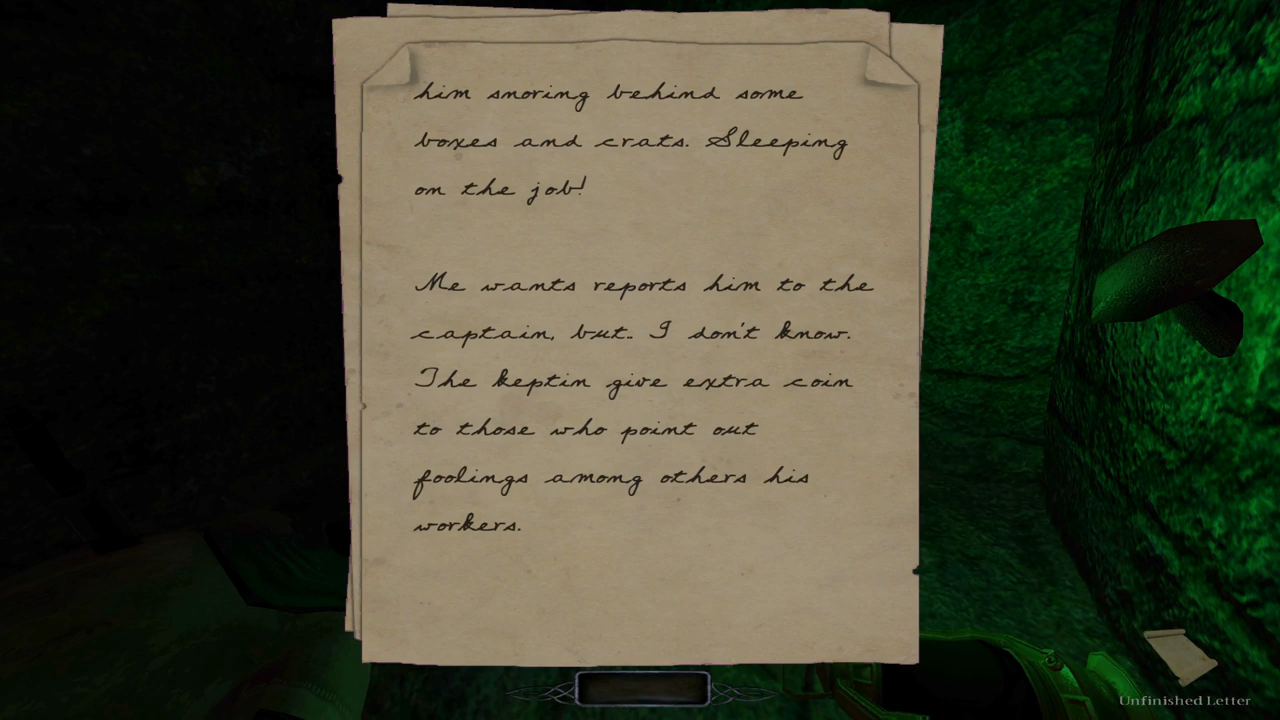 him snoring behind some
boxes and crats. Sleeping
on the job!
Me wants reports him to the
captain, but.. I don't know.
The keptin give extra coin
to those who point out
foolings among others his
workers.
Unfinished Letter